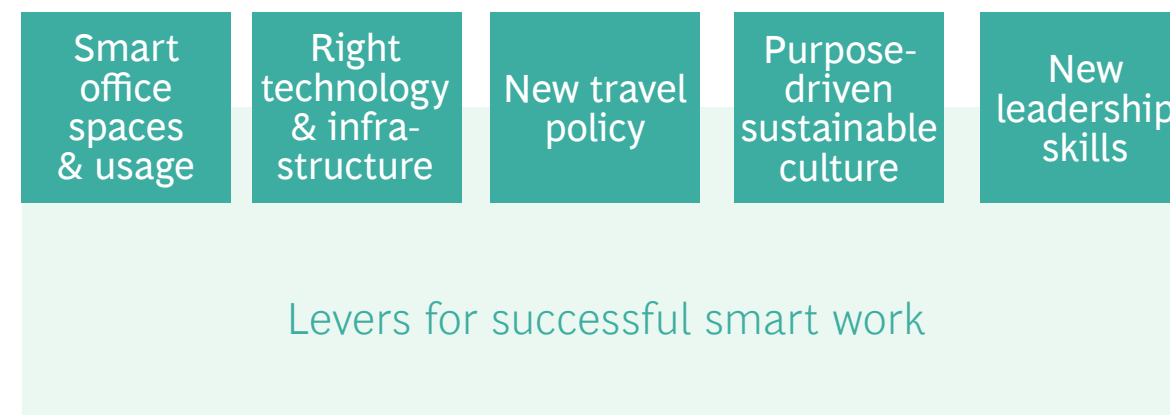 Smart
office
spaces
& usage
Right
technology
& infra-
structure
New travel
policy
Purpose-
driven
sustainable
culture
New
leadership
skills
Levers for successful smart work